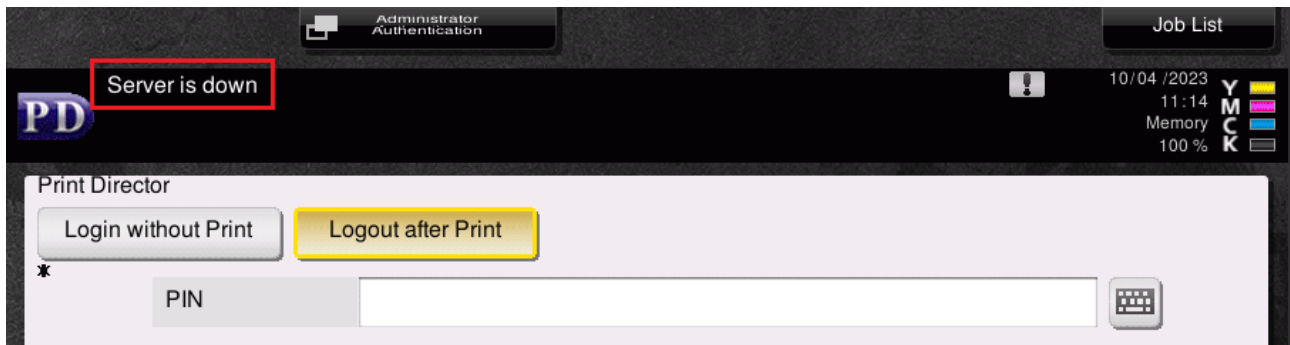 Administrator
Authentication
Job List
Server is down
PD
10/04 /2023
11:14
Memory
100 %
Y
M
C
K
Print Director
Login without Print
Logout after Print
*
PIN